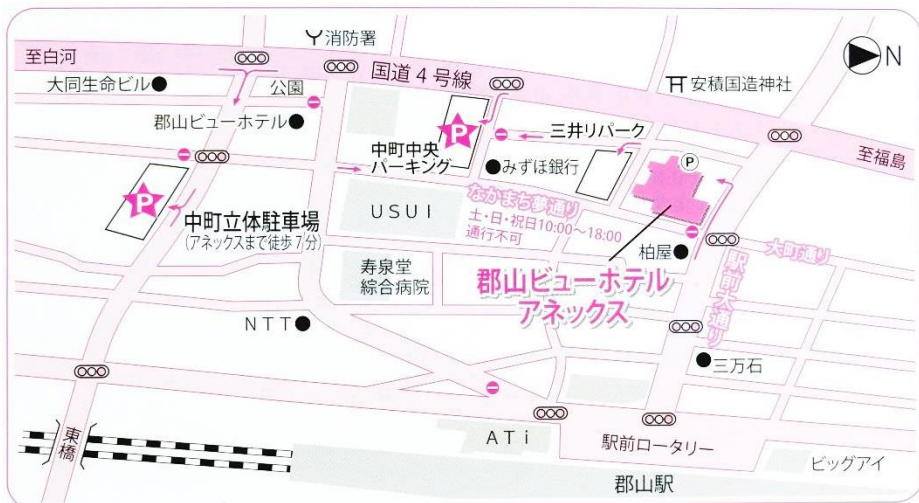 消防署
至白河
国道4号線
N
大同生命ビル
公園
安積国造神社
郡山ビューホテル
P
三井リパーク
中町中央
パーキング
みずほ銀行
P
至福島
P
なかまち夢通り
土・日・祝日10:00～18:00
通行不可
USUI
中町立体駐車場
(アネックスまで徒歩7分)
柏屋
大町通り
駅前大通り
寿泉堂
綜合病院
郡山ビューホテル
アネックス
NTT
三万石
東橋
ATi
駅前ロータリー
ビッグアイ
郡山駅